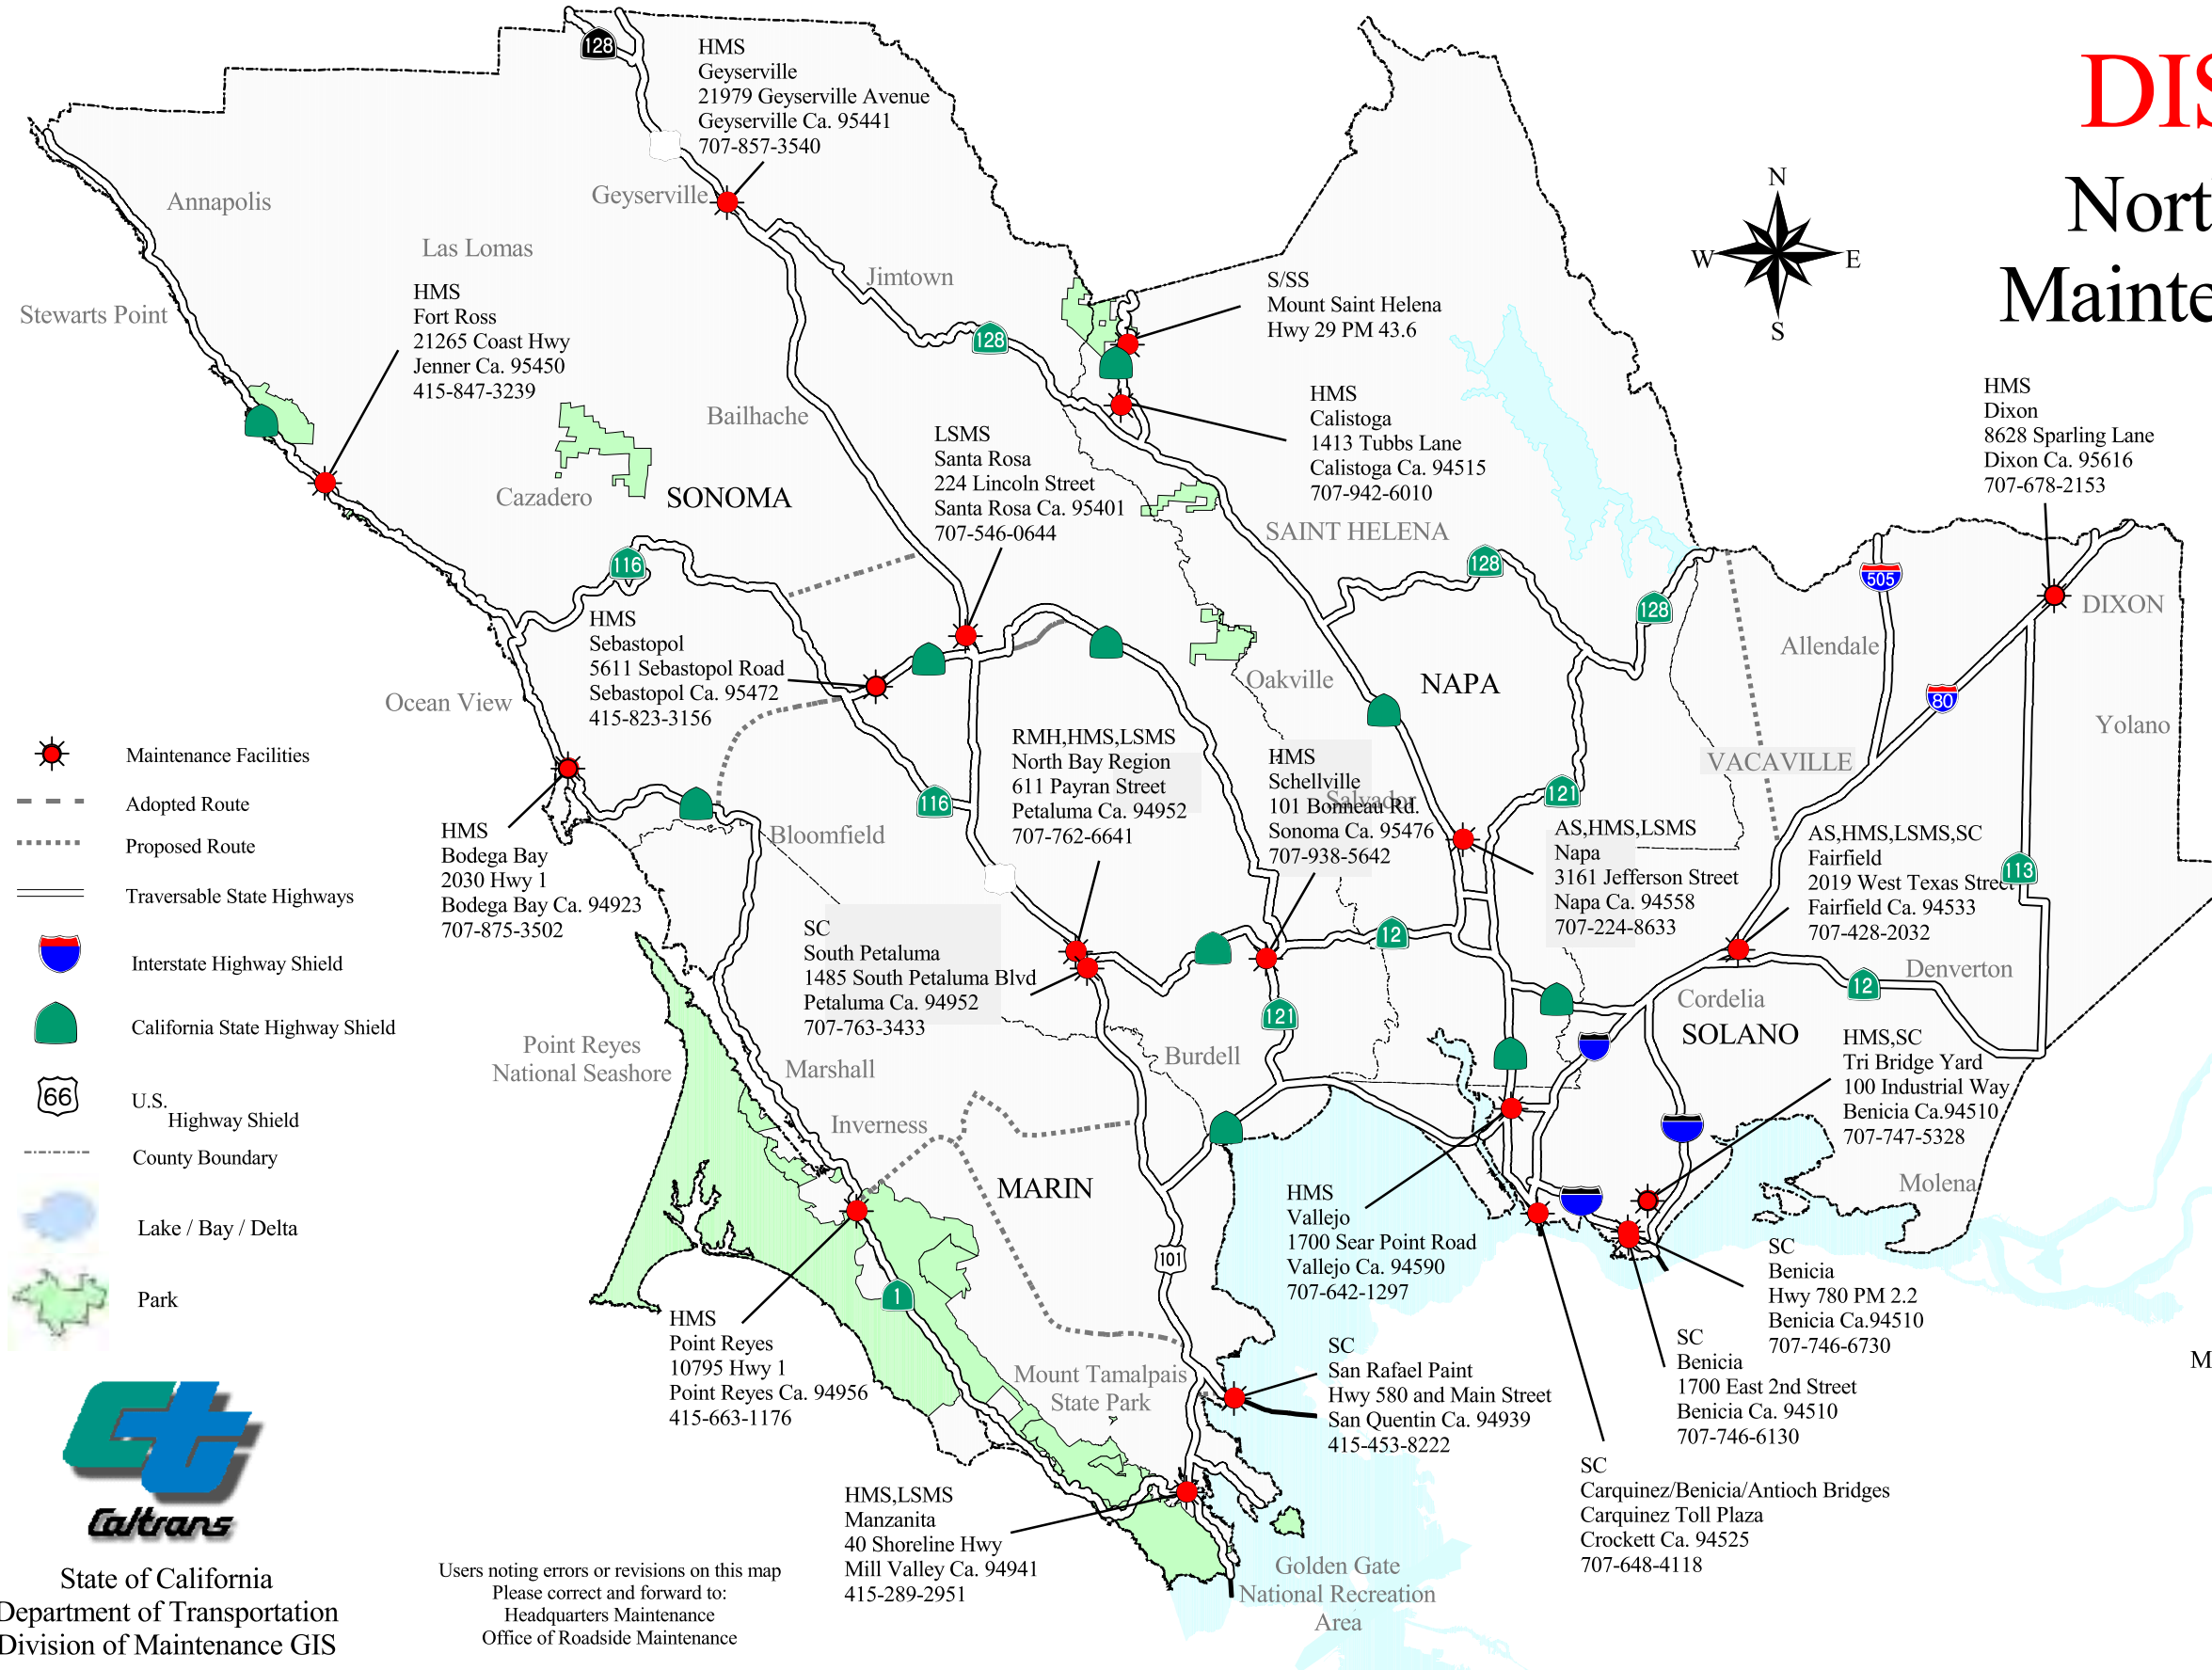 DIS
Nort
Mainte
N
W
E
S
128
HMS
Geyserville
21979 Geyserville Avenue
Geyserville Ca. 95441
707-857-3540
Geyserville
Annapolis
Las Lomas
Jimtown
Stewarts Point
HMS
Fort Ross
21265 Coast Hwy
Jenner Ca. 95450
415-847-3239
S/SS
Mount Saint Helena
Hwy 29 PM 43.6
128
HMS
Calistoga
1413 Tubbs Lane
Calistoga Ca. 94515
707-942-6010
HMS
Dixon
8628 Sparling Lane
Dixon Ca. 95616
707-678-2153
Bailhache
LSMS
Santa Rosa
224 Lincoln Street
Santa Rosa Ca. 95401
707-546-0644
Cazadero
SONOMA
SAINT HELENA
116
128
128
505
DIXON
HMS
Sebastopol
5611 Sebastopol Road
Sebastopol Ca. 95472
415-823-3156
Allendale
Oakville
NAPA
80
Ocean View
Yolano
RMH,HMS,LSMS
North Bay Region
611 Payran Street
Petaluma Ca. 94952
707-762-6641
HMS
Schellville
101 Bonneau Rd.
Sonoma Ca. 95476
707-938-5642
Salvador
VACAVILLE
121
116
Maintenance Facilities
Adopted Route
Proposed Route
Traversable State Highways
Interstate Highway Shield
California State Highway Shield
66
U.S.
Highway Shield
County Boundary
Lake / Bay / Delta
Park
HMS
Bodega Bay
2030 Hwy 1
Bodega Bay Ca. 94923
707-875-3502
Bloomfield
AS,HMS,LSMS
Napa
3161 Jefferson Street
Napa Ca. 94558
707-224-8633
AS,HMS,LSMS,SC
Fairfield
2019 West Texas Street
Fairfield Ca. 94533
707-428-2032
113
SC
South Petaluma
1485 South Petaluma Blvd
Petaluma Ca. 94952
707-763-3433
12
121
12
Denverton
Cordelia
SOLANO
Point Reyes
National Seashore
Marshall
Burdell
HMS,SC
Tri Bridge Yard
100 Industrial Way
Benicia Ca.94510
707-747-5328
Inverness
MARIN
Molena
HMS
Vallejo
1700 Sear Point Road
Vallejo Ca. 94590
707-642-1297
101
1
SC
Benicia
Hwy 780 PM 2.2
Benicia Ca.94510
707-746-6730
HMS
Point Reyes
10795 Hwy 1
Point Reyes Ca. 94956
415-663-1176
Mount Tamalpais
State Park
SC
San Rafael Paint
Hwy 580 and Main Street
San Quentin Ca. 94939
415-453-8222
SC
Benicia
1700 East 2nd Street
Benicia Ca. 94510
707-746-6130
M
SC
Carquinez/Benicia/Antioch Bridges
Carquinez Toll Plaza
Crockett Ca. 94525
707-648-4118
HMS,LSMS
Manzanita
40 Shoreline Hwy
Mill Valley Ca. 94941
415-289-2951
Golden Gate
National Recreation
Area
Caltrans
State of California
Department of Transportation
Division of Maintenance GIS
Users noting errors or revisions on this map
Please correct and forward to:
Headquarters Maintenance
Office of Roadside Maintenance